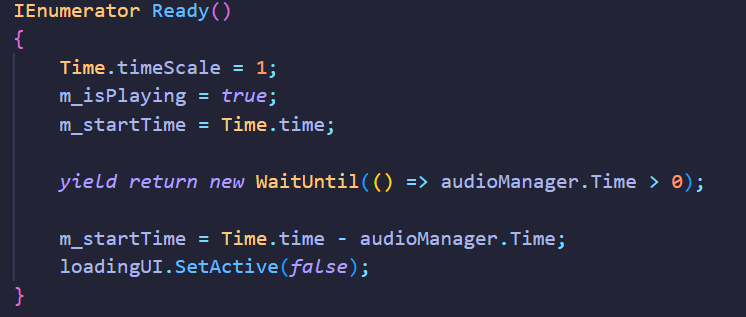 IEnumerator Ready()
{
Time.timeScale = 1;
m_isPlaying = true;
m_startTime = Time.time;
yield return new WaitUntil(() => audioManager.Time > 0);
m_startTime = Time.time - audioManager.Time;
loadingUI.SetActive(false);
}